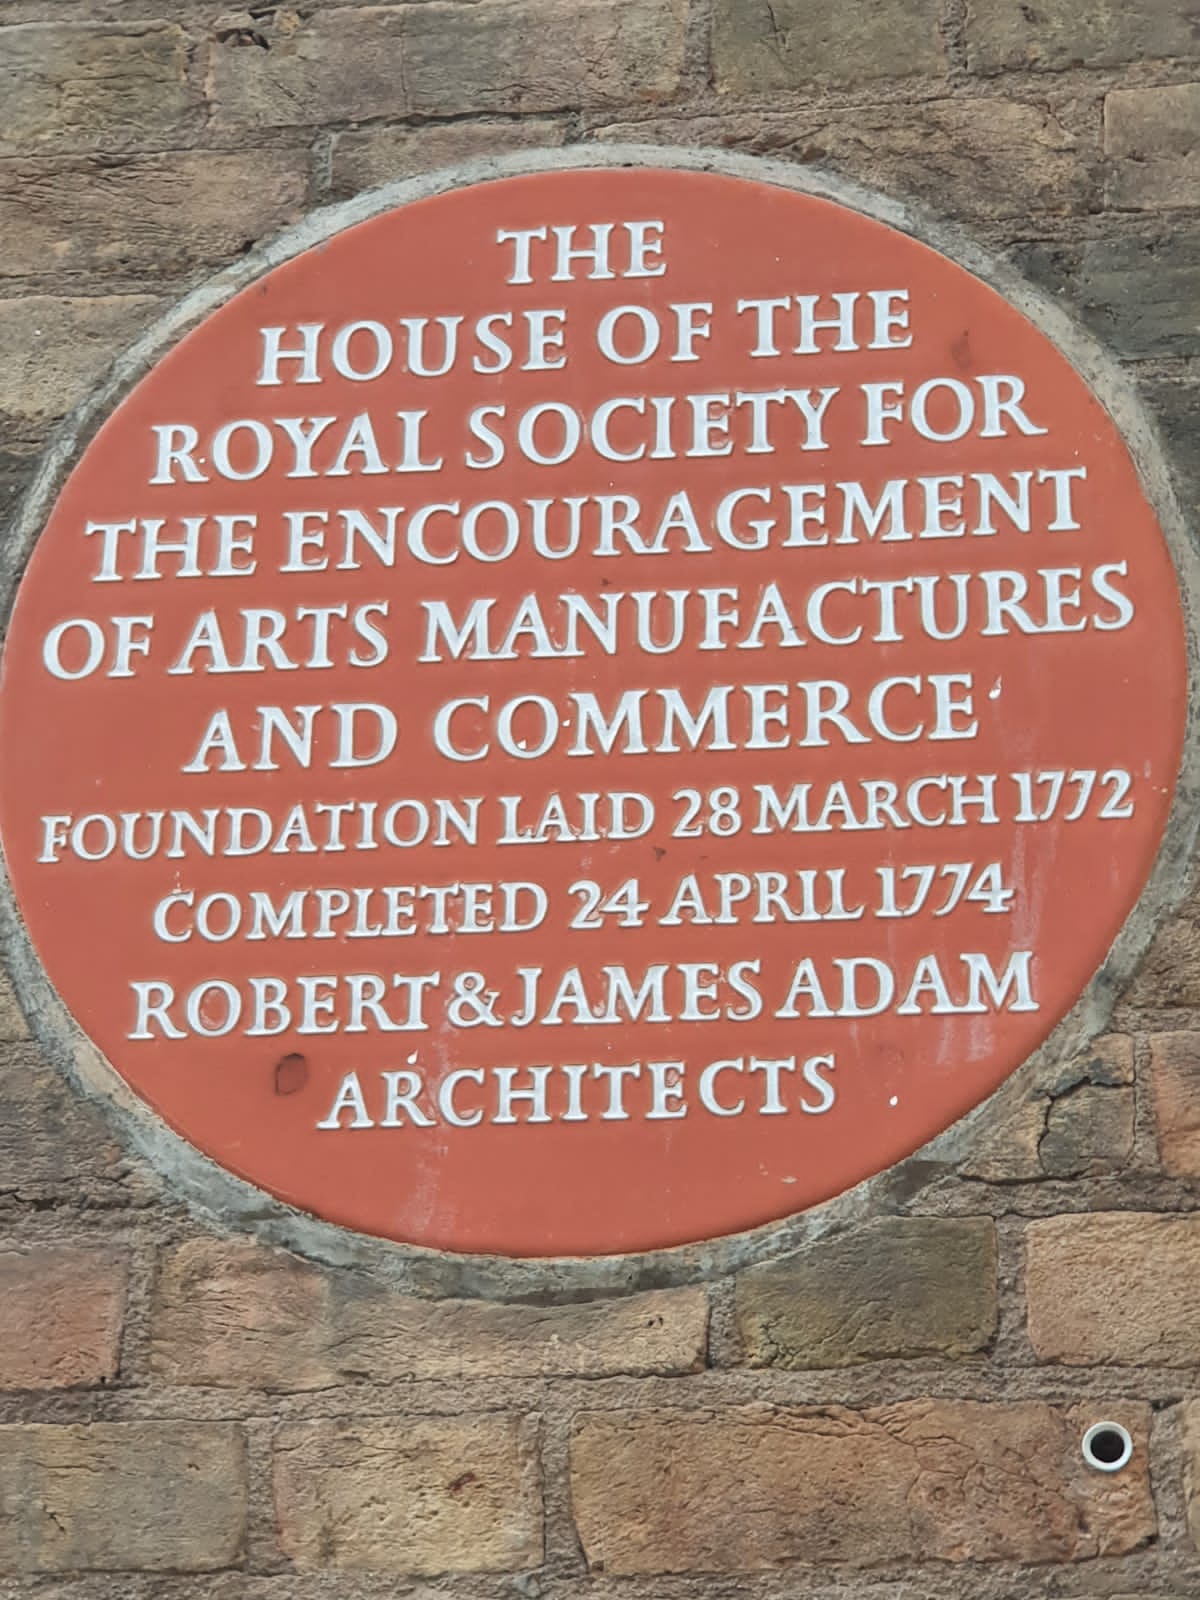 THE
HOUSE OF THE
ROYAL SOCIETY FOR
THE ENCOURAGEMENT
OF ARTS MANUFACTURES
AND COMMERCE
FOUNDATION LAID 28 MARCH 1772
COMPLETED 24 APRIL 1774
ROBERT & JAMES ADAM
ARCHITECTS